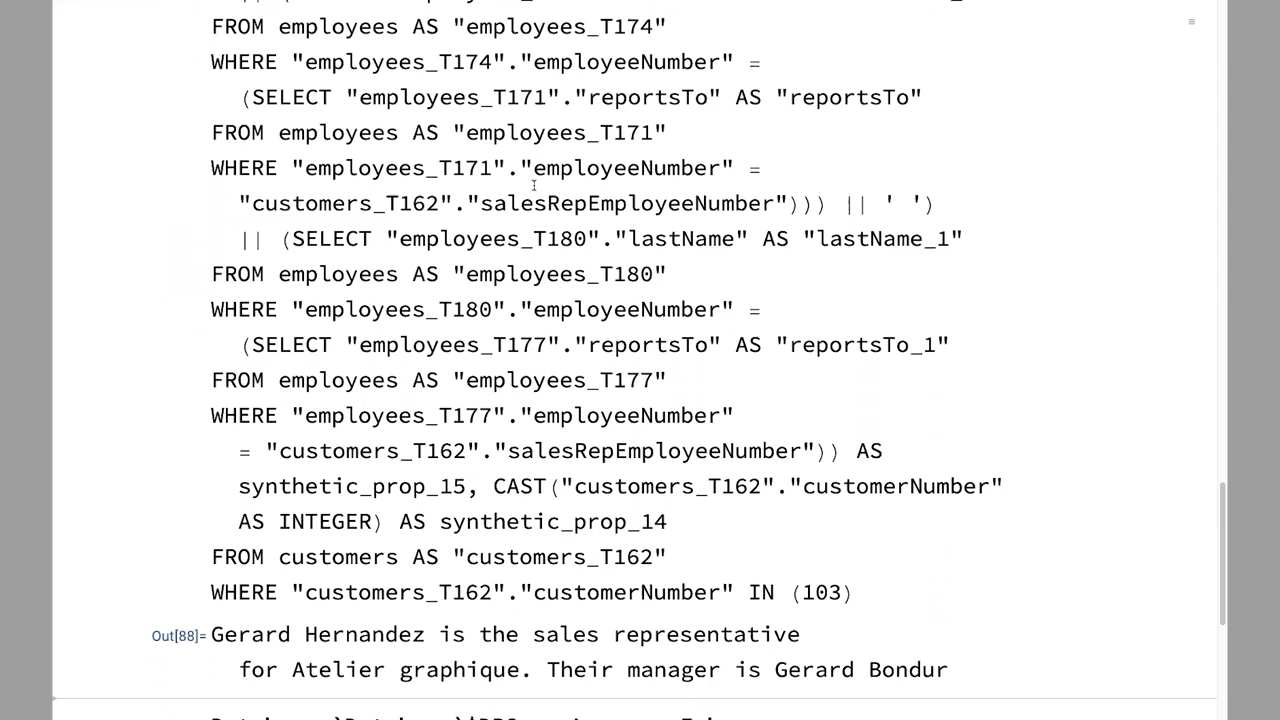 FROM employees AS "employees_T174"
WHERE "employees_T174"."employeeNumber" =
(SELECT "employees_T171"."reportsTo" AS "reportsTo"
FROM employees AS "employees_T171"
WHERE "employees_T171"."employeeNumber" =
"customers_T162"."salesRepEmployeeNumber"))) || ' ')
|| (SELECT "employees_T180"."lastName" AS "lastName_1"
FROM employees AS "employees_T180"
WHERE "employees_T180"."employeeNumber" =
(SELECT "employees_T177"."reportsTo" AS "reportsTo_1"
FROM employees AS "employees_T177"
WHERE "employees_T177"."employeeNumber"
= "customers_T162"."salesRepEmployeeNumber")) AS
synthetic_prop_15, CAST("customers_T162"."customerNumber"
AS INTEGER) AS synthetic_prop_14
FROM customers AS "customers_T162"
WHERE "customers_T162"."customerNumber" IN (103)
Out[88]= Gerard Hernandez is the sales representative
for Atelier graphique. Their manager is Gerard Bondur